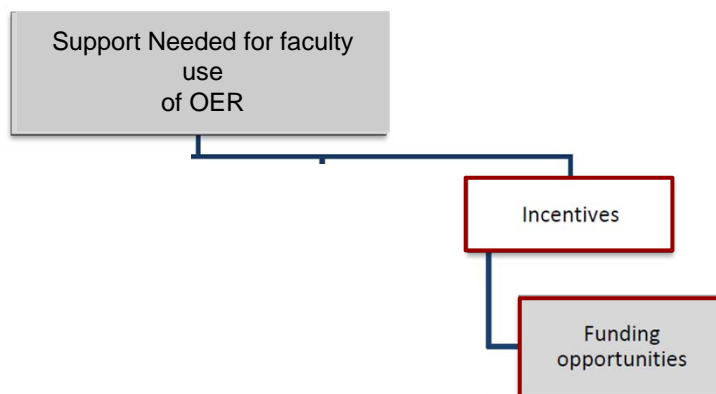 Support Needed for faculty
use
of OER
Incentives
Funding
opportunities